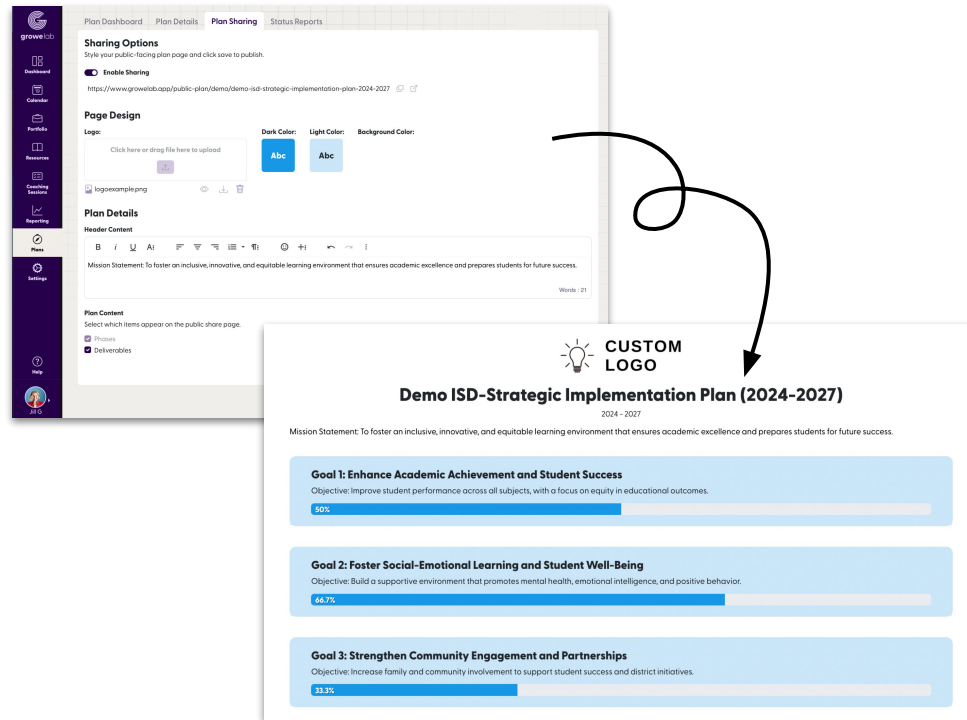 growelab
Dashboard
Calendar
Portfolio
Resources
Coaching
Sessions
Reporting
Plans
Settings
Help
Jill G
Plan Dashboard Plan Details Plan Sharing Status Reports
Sharing Options
Style your public-facing plan page and click save to publish.
Enable Sharing
https://www.growelab.app/public-plan/demo/demo-isd-strategic-implementation-plan-2024-2027
Page Design
Logo: Dark Color: Light Color: Background Color:
Click here or drag file here to upload
Abc Abc
logoexample.png
Plan Details
Header Content
B i U A
Mission Statement: To foster an inclusive, innovative, and equitable learning environment that ensures academic excellence and prepares students for future success.
Words : 21
Plan Content
Select which items appear on the public share page.
Phases
Deliverables
CUSTOM
LOGO
Demo ISD-Strategic Implementation Plan (2024-2027)
2024 - 2027
Mission Statement: To foster an inclusive, innovative, and equitable learning environment that ensures academic excellence and prepares students for future success.
Goal 1: Enhance Academic Achievement and Student Success
Objective: Improve student performance across all subjects, with a focus on equity in educational outcomes.
50%
Goal 2: Foster Social-Emotional Learning and Student Well-Being
Objective: Build a supportive environment that promotes mental health, emotional intelligence, and positive behavior.
66.7%
Goal 3: Strengthen Community Engagement and Partnerships
Objective: Increase family and community involvement to support student success and district initiatives.
33.3%